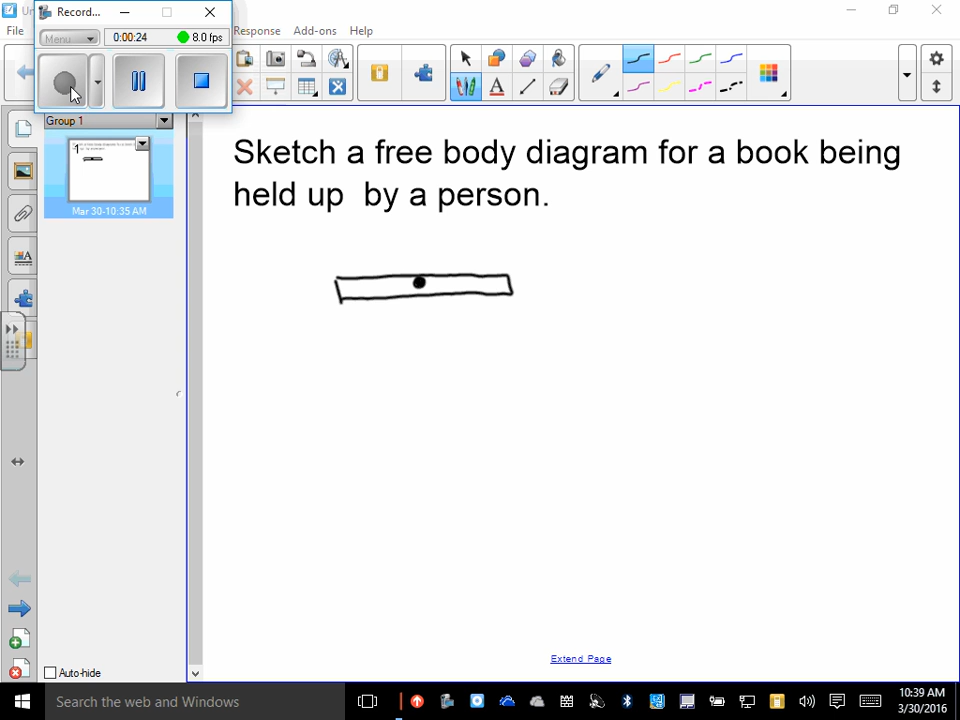 Record...
Menu
0:00:24
8.0 fps
File
Response
Add-ons
Help
Group 1
Mar 30-10:35 AM
Sketch a free body diagram for a book being
held up by a person.
Extend Page
Auto-hide
Search the web and Windows
10:39 AM
3/30/2016